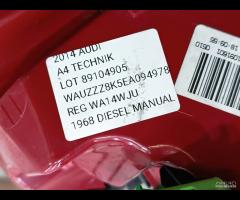 2014 AUDI
A4 TECHNIK
LOT 89104905
WAUZZZ8K5EA094978
REG WA14WJU
1968 DIESEL MANUAL